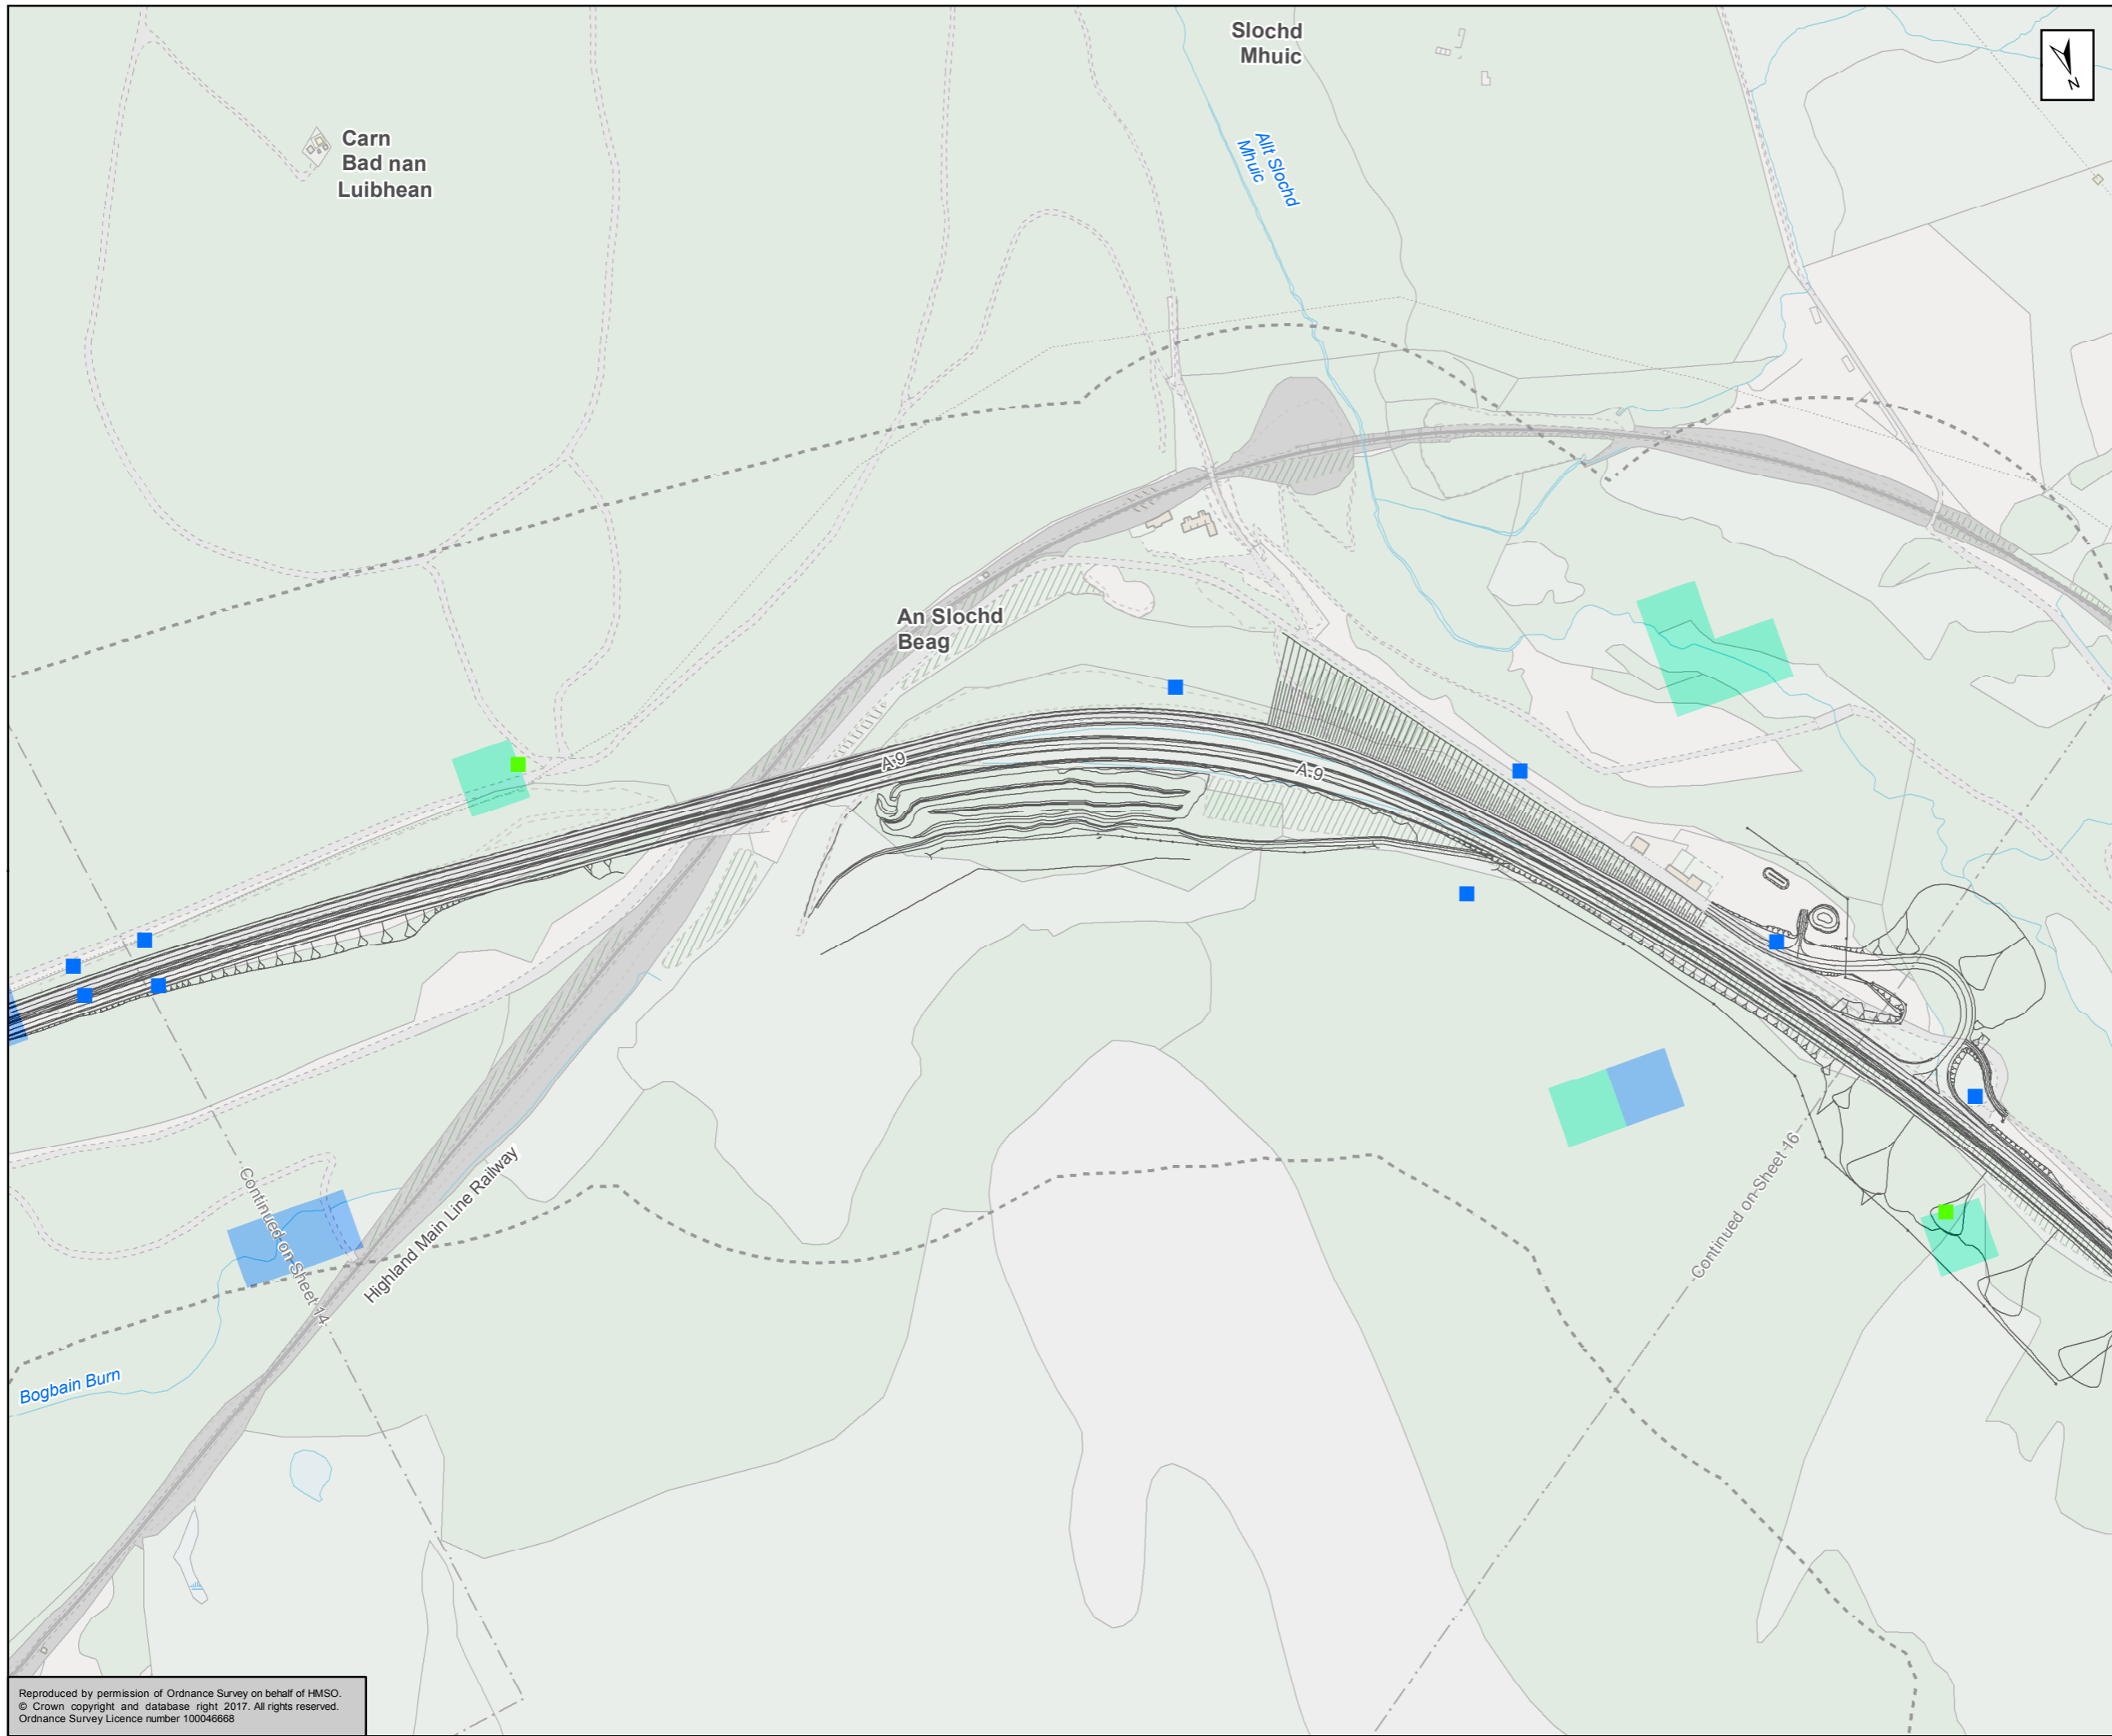 Slochd
Mhuic
N
Carn
Bad nan
Luibhean
Allt Slochd
Mhuic
An Slochd
Beag
A 9
A 9
Continued on Sheet 14
Highland Main Line Railway
Continued on Sheet 16
Bogbain Burn
Reproduced by permission of Ordnance Survey on behalf of HMSO.
© Crown copyright and database right 2017. All rights reserved.
Ordnance Survey Licence number 100046668